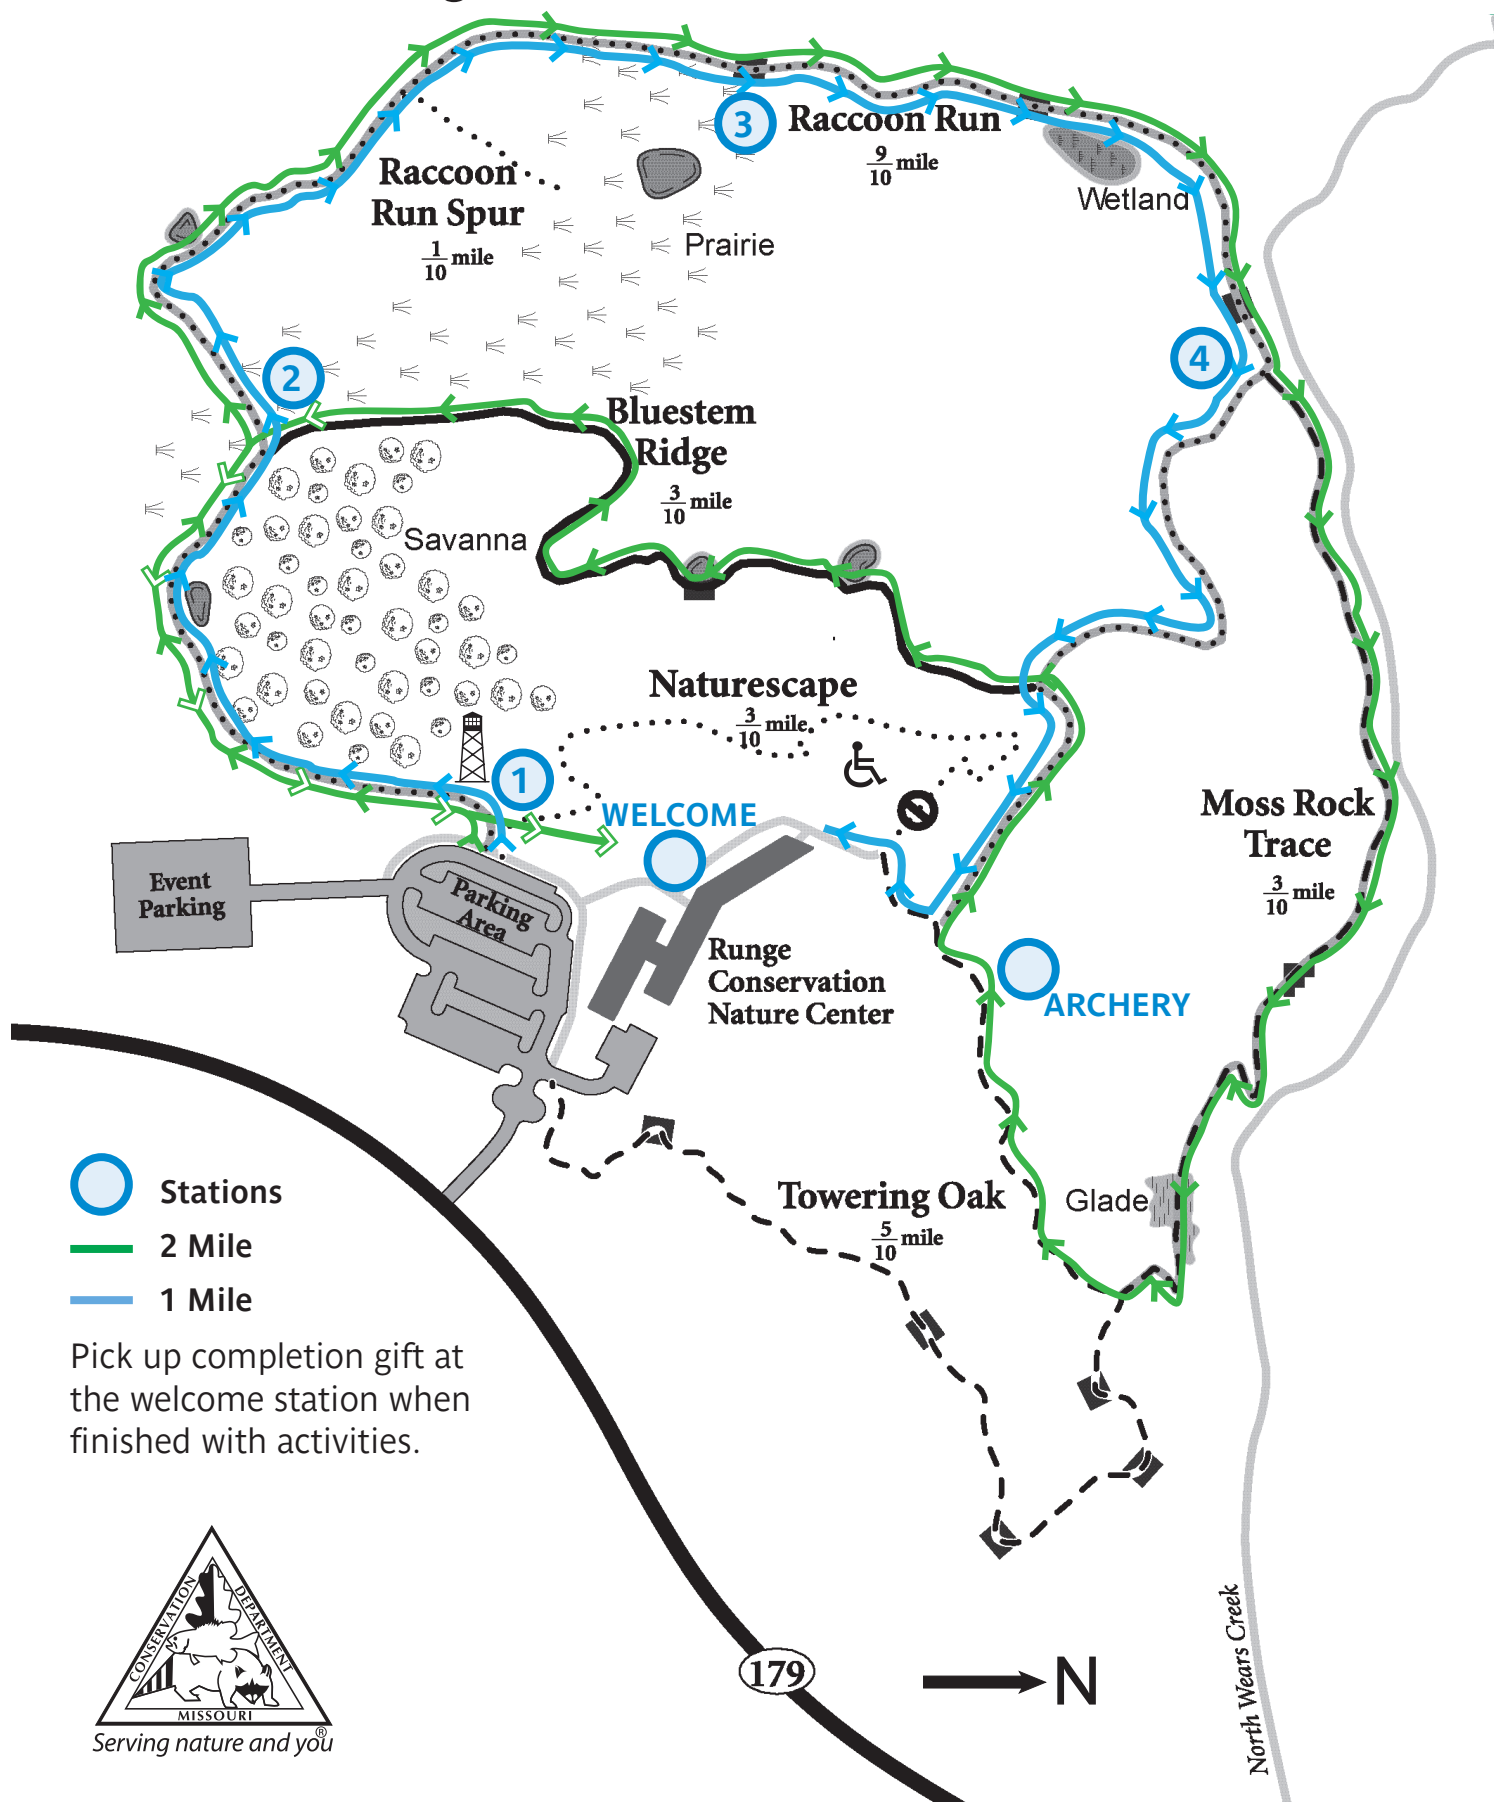 3
Raccoon Run
9/10 mile
Raccoon
Run Spur
1/10 mile
Wetland
Prairie
4
2
Bluestem
Ridge
3/10 mile
Savanna
Naturescape
3/10 mile
1
WELCOME
Moss Rock
Trace
3/10 mile
Event
Parking
Parking
Area
Runge
Conservation
Nature Center
ARCHERY
Towering Oak
5/10 mile
Glade
Stations
2 Mile
1 Mile
Pick up completion gift at
the welcome station when
finished with activities.
CONSERVATION
DEPARTMENT
MISSOURI
Serving nature and you®
179
N
North Wears Creek